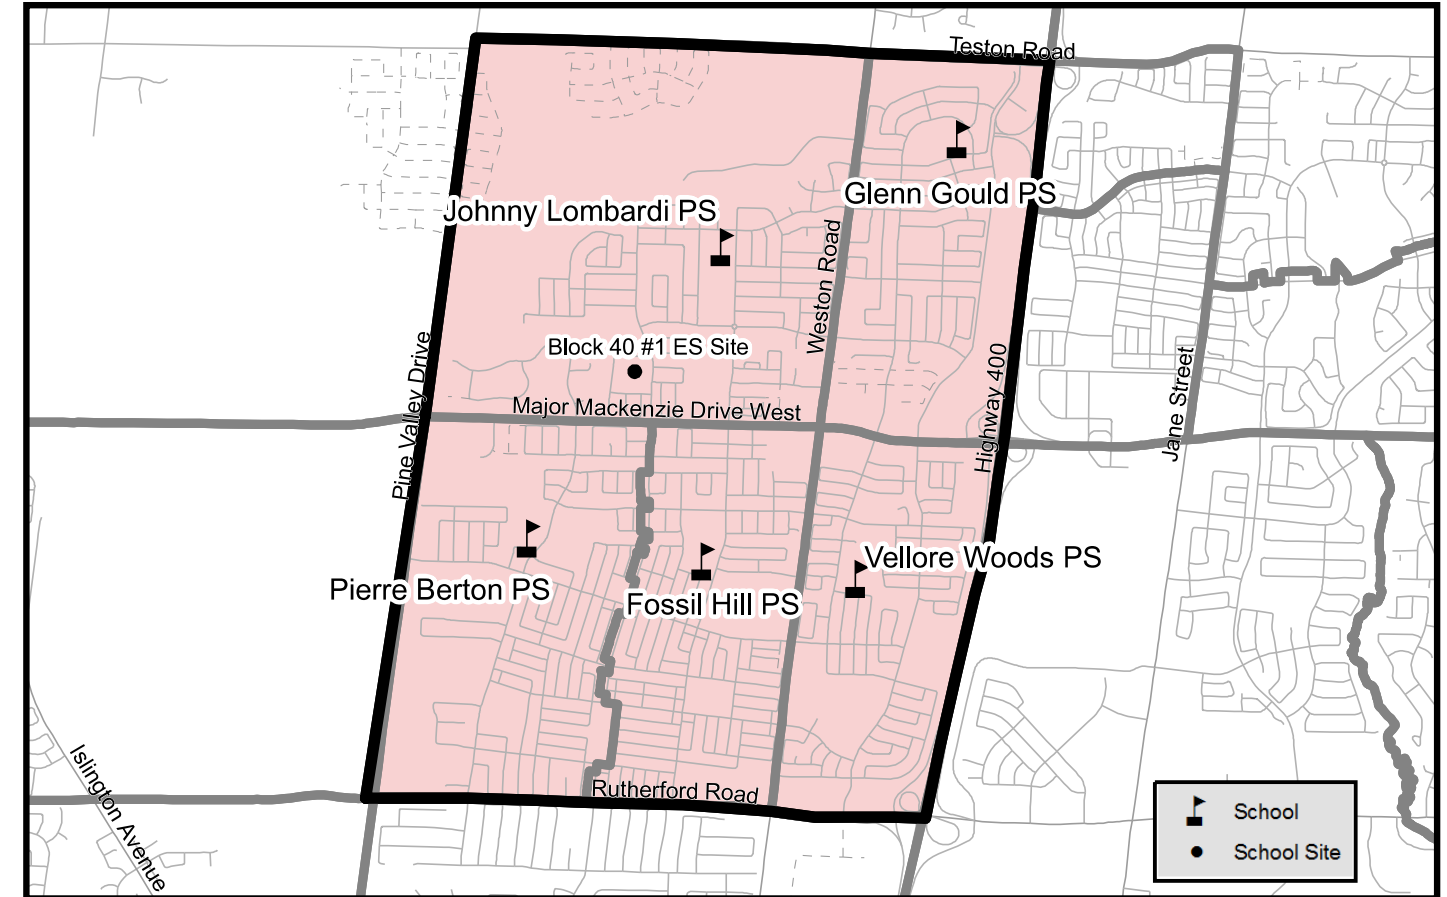 Teston Road
Glenn Gould PS
Johnny Lombardi PS
Weston Road
Block 40 #1 ES Site
Pine Valley Drive
Major Mackenzie Drive West
Highway 400
Jane Street
Vellore Woods PS
Pierre Berton PS
Fossil Hill PS
Islington Avenue
Rutherford Road
School
School Site